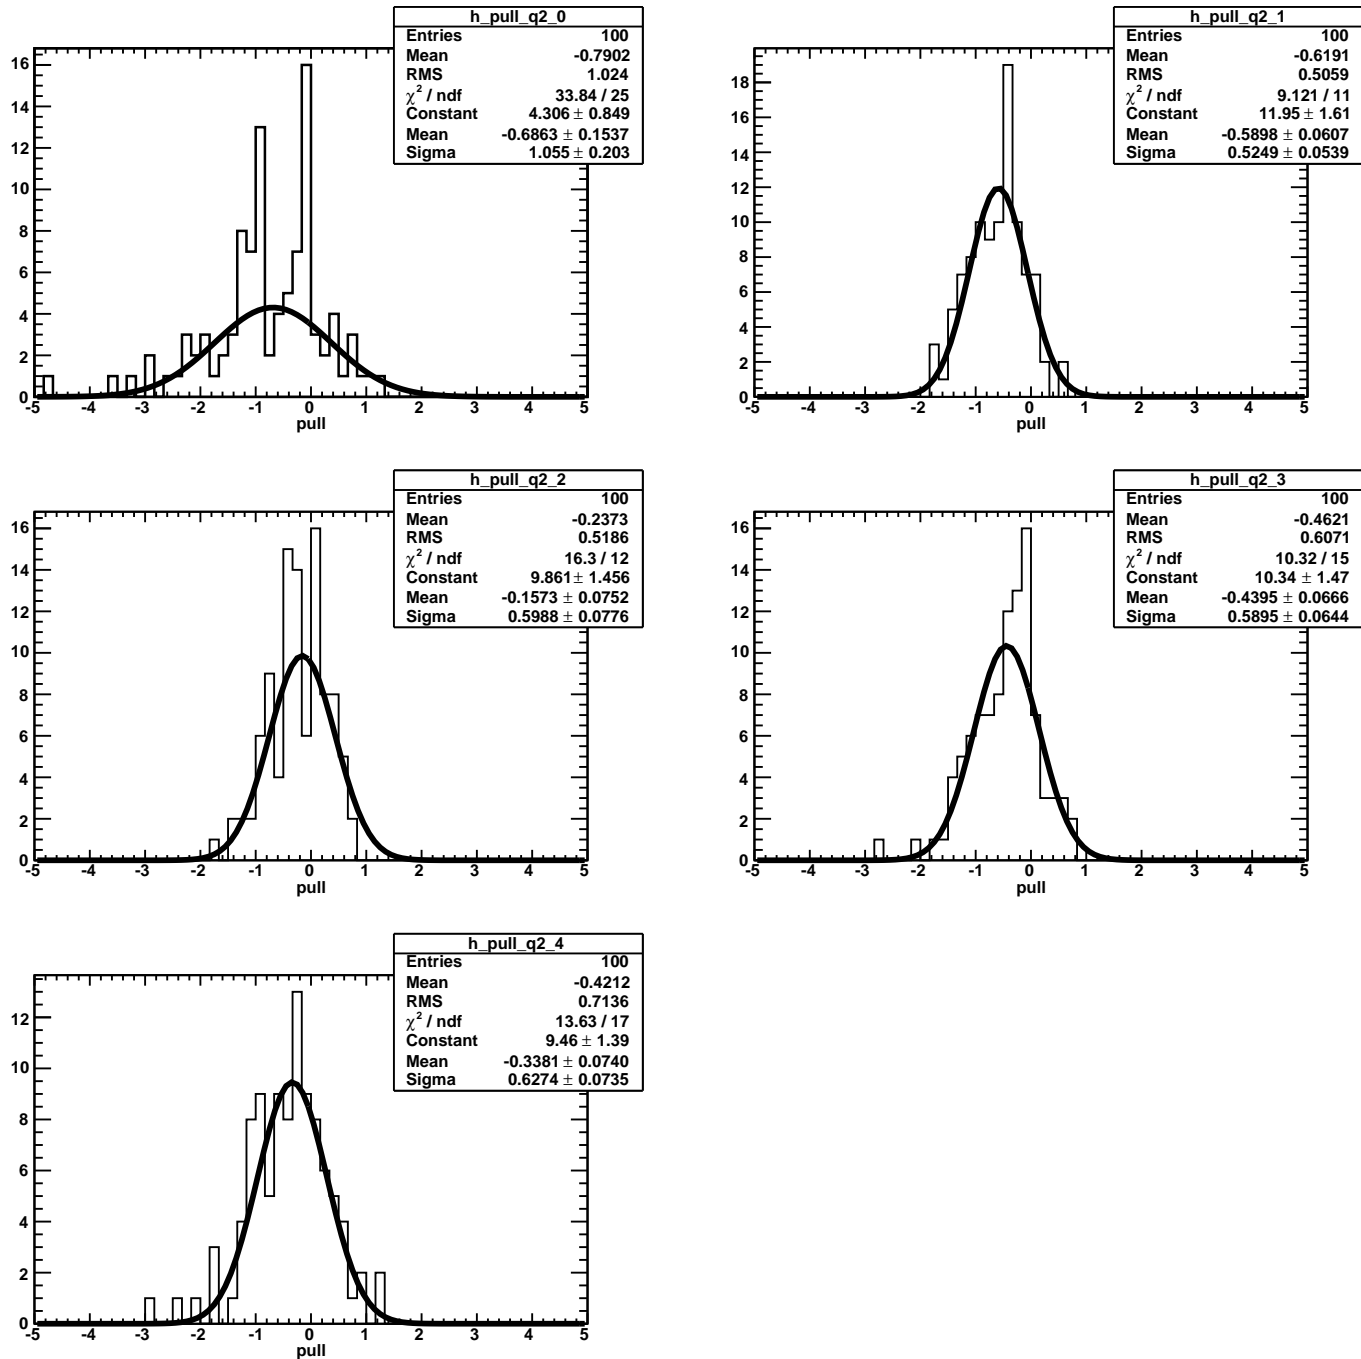 h_pull_q2_0
Entries 100
Mean -0.7902
RMS 1.024
χ² / ndf 33.84 / 25
Constant 4.306 ± 0.849
Mean -0.6863 ± 0.1537
Sigma 1.055 ± 0.203
16
14
12
10
8
6
4
2
0
-5 -4 -3 -2 -1 0 1 2 3 4 5
pull
h_pull_q2_1
Entries 100
Mean -0.6191
RMS 0.5059
χ² / ndf 9.121 / 11
Constant 11.95 ± 1.61
Mean -0.5898 ± 0.0607
Sigma 0.5249 ± 0.0539
18
16
14
12
10
8
6
4
2
0
-5 -4 -3 -2 -1 0 1 2 3 4 5
pull
h_pull_q2_2
Entries 100
Mean -0.2373
RMS 0.5186
χ² / ndf 16.3 / 12
Constant 9.861 ± 1.456
Mean -0.1573 ± 0.0752
Sigma 0.5988 ± 0.0776
16
14
12
10
8
6
4
2
0
-5 -4 -3 -2 -1 0 1 2 3 4 5
pull
h_pull_q2_3
Entries 100
Mean -0.4621
RMS 0.6071
χ² / ndf 10.32 / 15
Constant 10.34 ± 1.47
Mean -0.4395 ± 0.0666
Sigma 0.5895 ± 0.0644
16
14
12
10
8
6
4
2
0
-5 -4 -3 -2 -1 0 1 2 3 4 5
pull
h_pull_q2_4
Entries 100
Mean -0.4212
RMS 0.7136
χ² / ndf 13.63 / 17
Constant 9.46 ± 1.39
Mean -0.3381 ± 0.0740
Sigma 0.6274 ± 0.0735
12
10
8
6
4
2
0
-5 -4 -3 -2 -1 0 1 2 3 4 5
pull